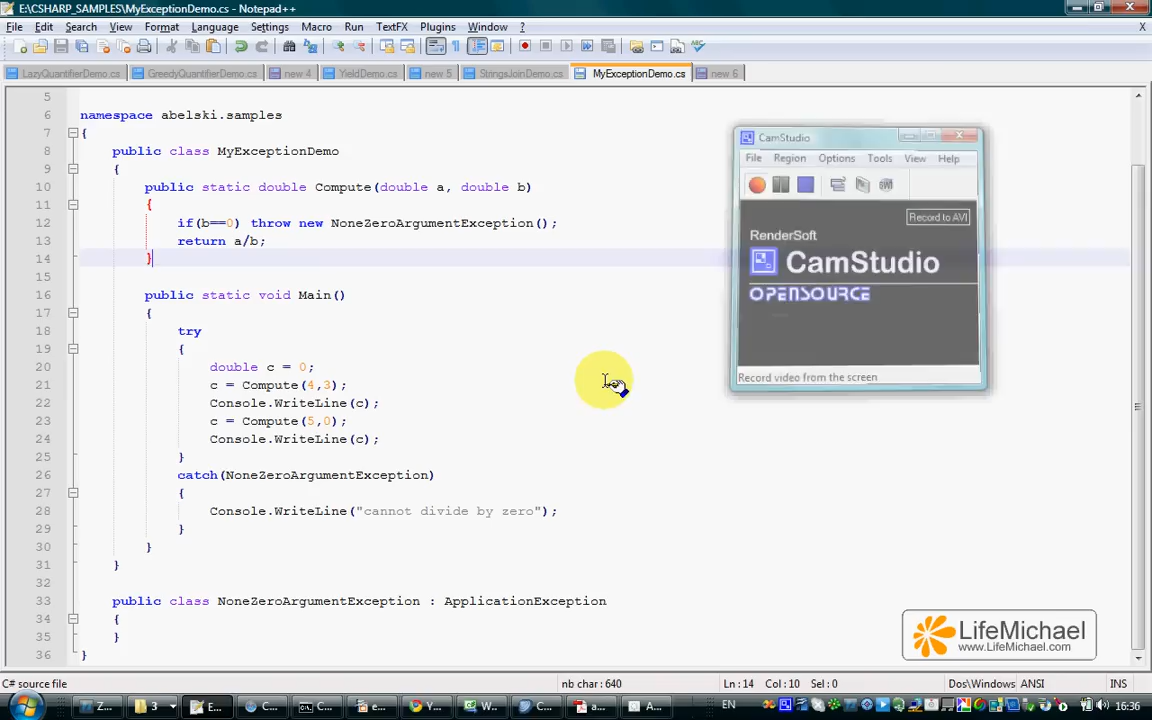 E:\CSHARP_SAMPLES\MyExceptionDemo.cs - Notepad++
File Edit Search View Format Language Settings Macro Run TextFX Plugins Window ? X
LazyQuantifierDemo.cs GreedyQuantifierDemo.cs new 4 YieldDemo.cs new 5 StringsJoinDemo.cs MyExceptionDemo.cs new 6
5
6 namespace abelski.samples
7 {
8 public class MyExceptionDemo
9 {
10 public static double Compute(double a, double b)
11 {
12 if(b==0) throw new NoneZeroArgumentException();
13 return a/b;
14 }
15
16 public static void Main()
17 {
18 try
19 {
20 double c = 0;
21 c = Compute(4,3);
22 Console.WriteLine(c);
23 c = Compute(5,0);
24 Console.WriteLine(c);
25 }
26 catch(NoneZeroArgumentException)
27 {
28 Console.WriteLine("cannot divide by zero");
29 }
30 }
31 }
32
33 public class NoneZeroArgumentException : ApplicationException
34 {
35 }
36 }
CamStudio
File Region Options Tools View Help
Record to AVI
RenderSoft
CamStudio
OPENSOURCE
Record video from the screen
LifeMichael
www.LifeMichael.com
C# source file nb char: 640 Ln: 14 Col: 10 Sel: 0 Dos\Windows ANSI INS
Z... 3 E... C... C... e... Y... W... C... a... A... EN 16:36